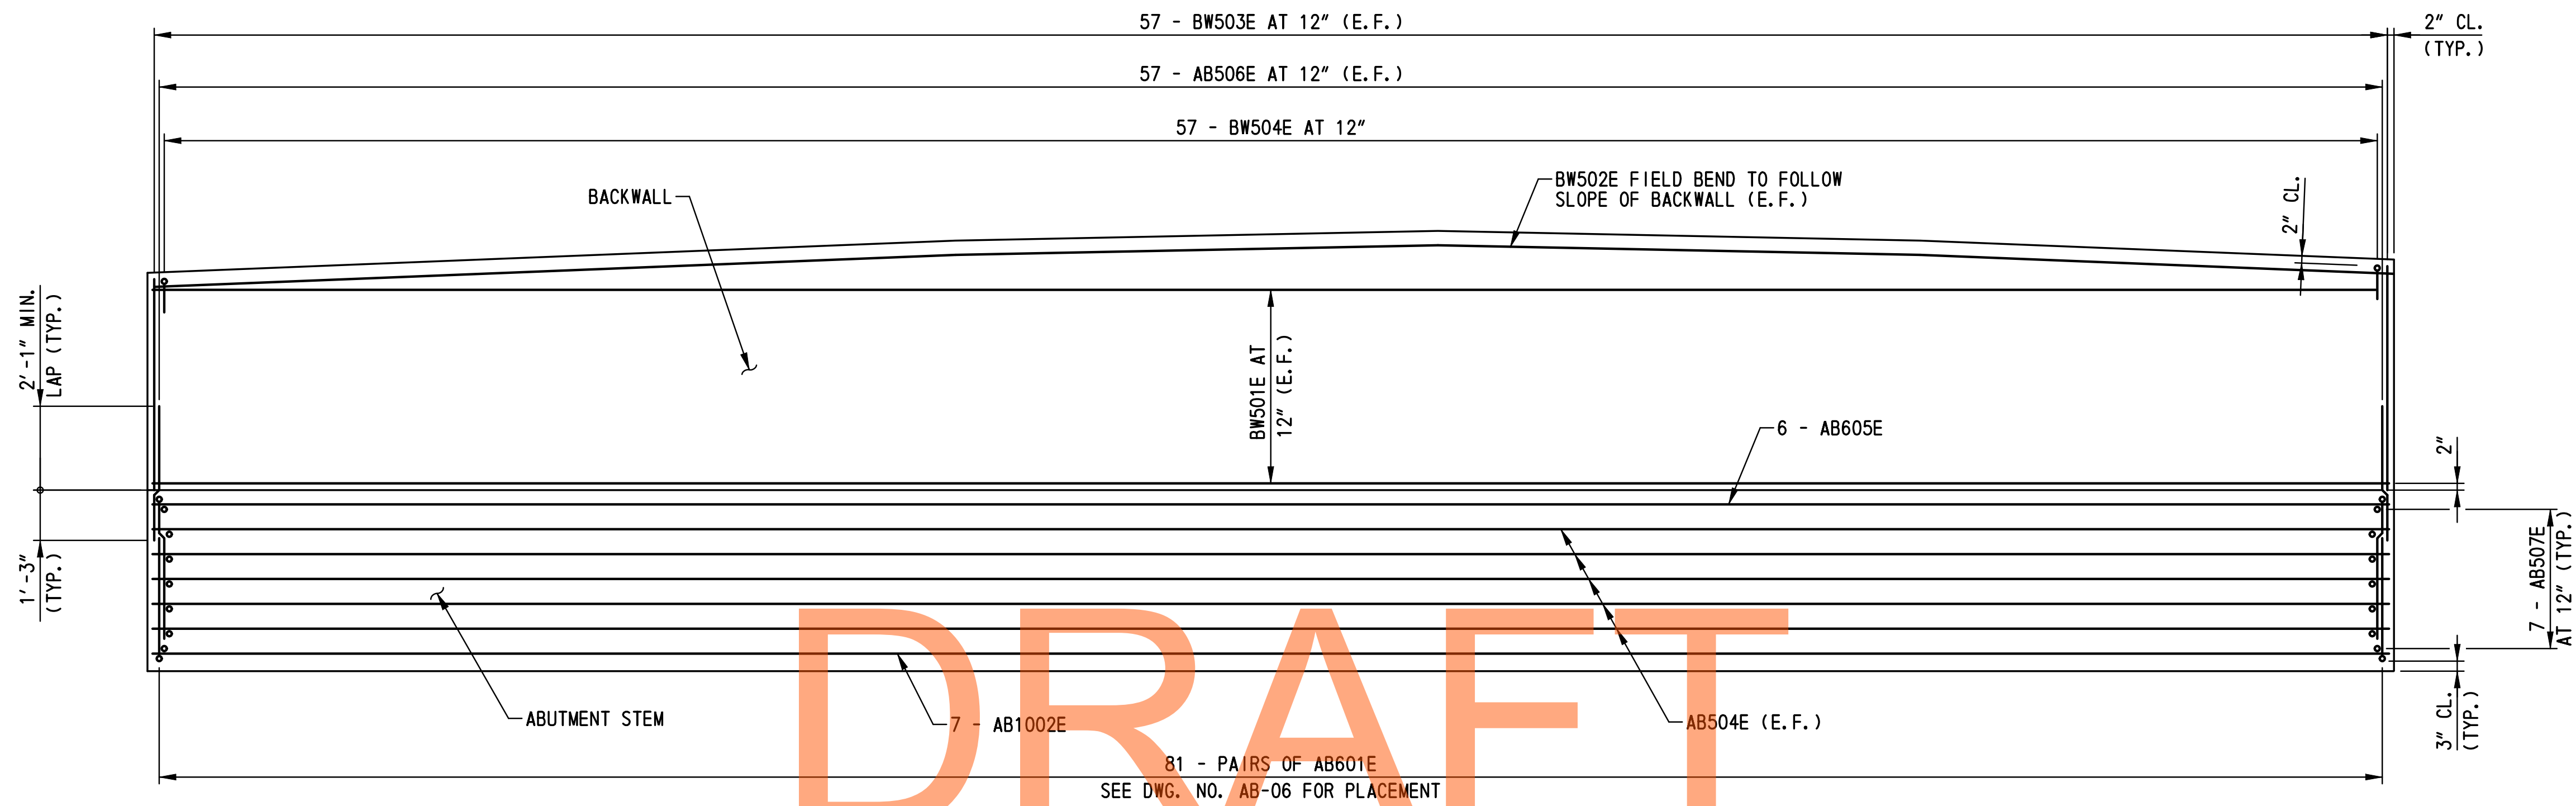 57 - BW503E AT 12" (E.F.)
2" CL.
(TYP.)
57 - AB506E AT 12" (E.F.)
57 - BW504E AT 12"
BACKWALL
BW502E FIELD BEND TO FOLLOW
SLOPE OF BACKWALL (E.F.)
2" CL.
2'-1" MIN.
LAP (TYP.)
BW501E AT
12" (E.F.)
6 - AB605E
2"
1'-3"
(TYP.)
7 - AB507E
AT 12" (TYP.)
ABUTMENT STEM
7 - AB1002E
AB504E (E.F.)
3" CL.
(TYP.)
81 - PAIRS OF AB601E
SEE DWG. NO. AB-06 FOR PLACEMENT
DRAFT